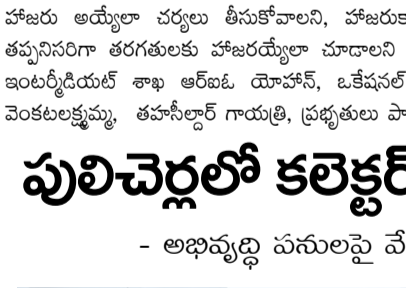 హాజరు అయ్యేలా చర్యలు తీసుకోవాలని, హాజరుక
తప్పనిసరిగా తరగతులకు హాజరయ్యేలా చూడాలని
ఇంటర్మీడియట్ శాఖ ఆర్ఐఓ యోహాన్, ఒకేషనల్
వెంకటలక్ష్మమ్మ, తహసీల్దార్ గాయత్రి, ప్రభృతులు పా
పులిచెర్లలో కలెక్టర్
- అభివృద్ధి పనులపై వే